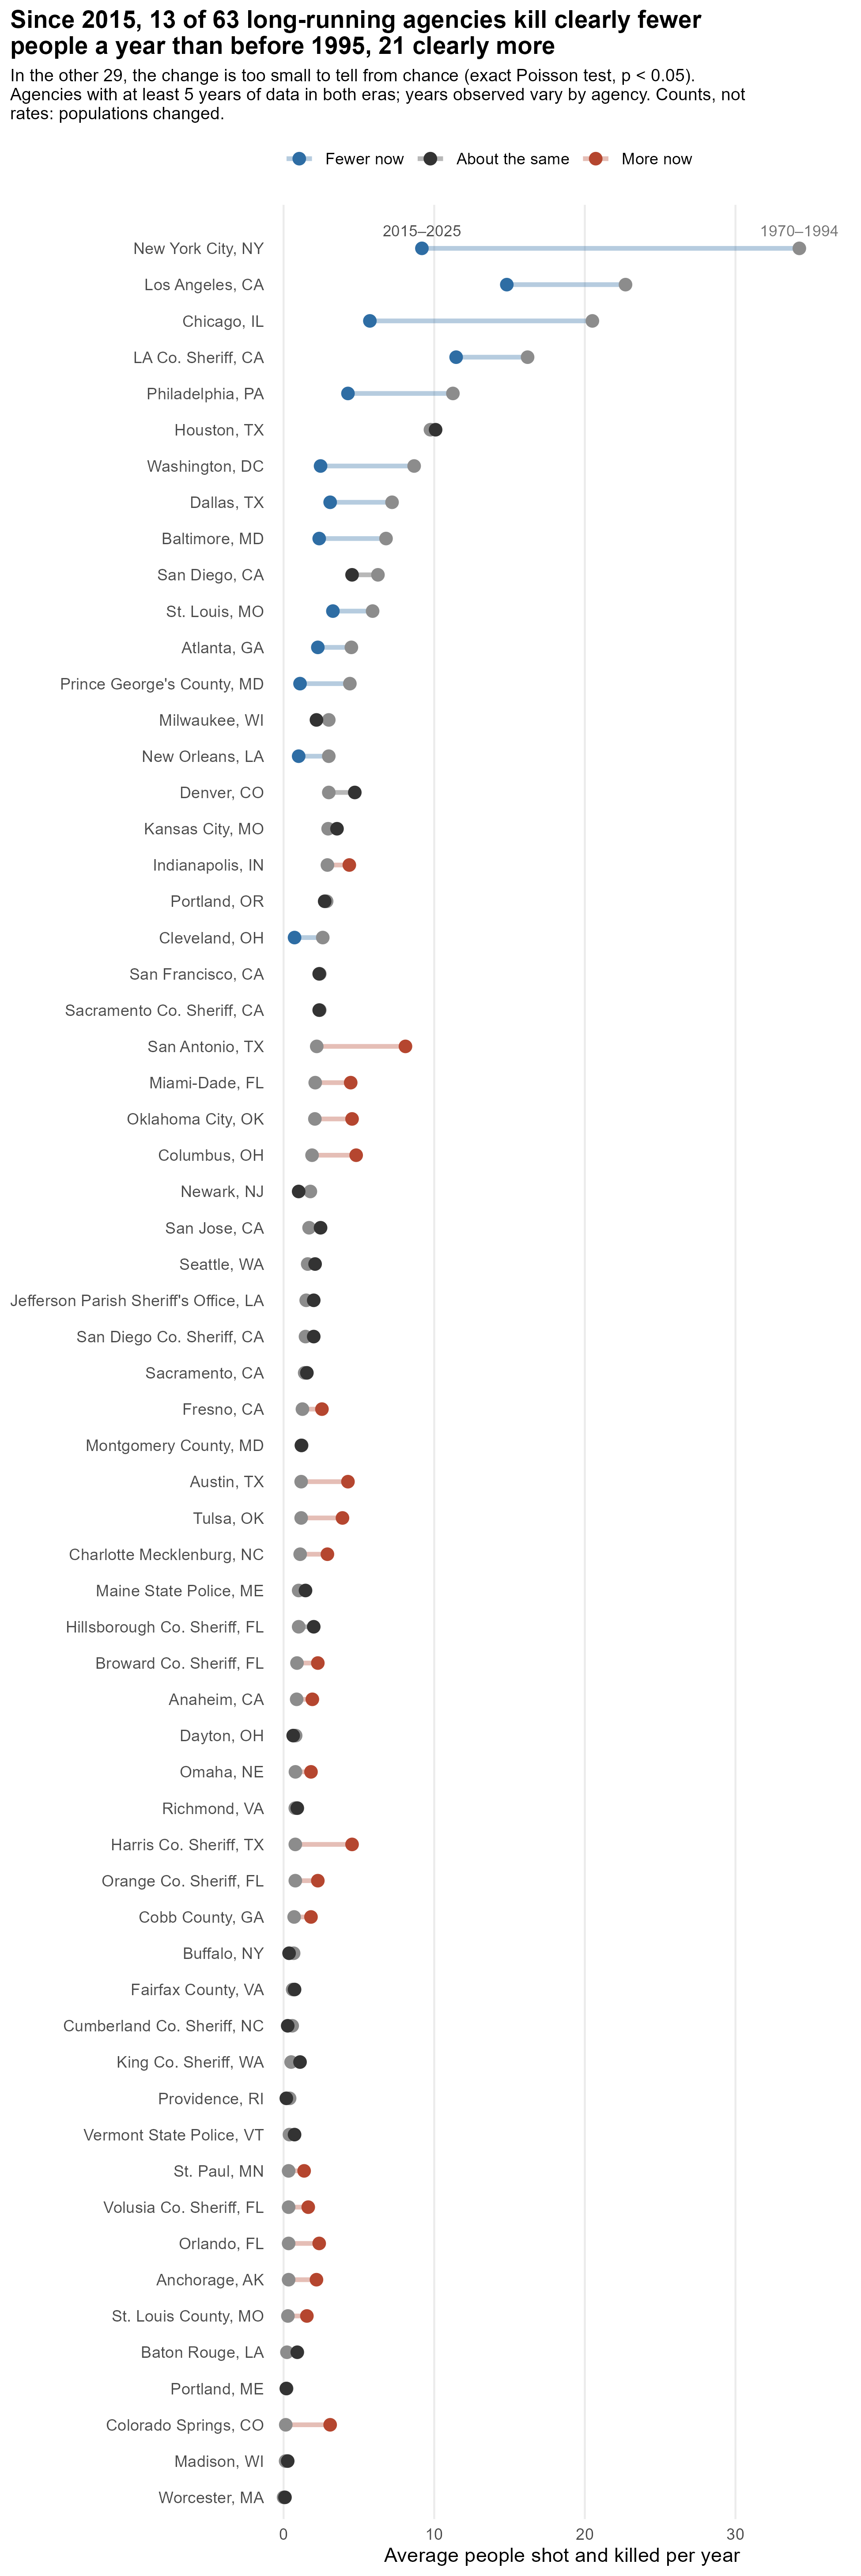 Since 2015, 13 of 63 long-running agencies kill clearly fewer
people a year than before 1995, 21 clearly more
In the other 29, the change is too small to tell from chance (exact Poisson test, p < 0.05).
Agencies with at least 5 years of data in both eras; years observed vary by agency. Counts, not
rates: populations changed.
Fewer now About the same More now
2015–2025 1970–1994
New York City, NY
Los Angeles, CA
Chicago, IL
LA Co. Sheriff, CA
Philadelphia, PA
Houston, TX
Washington, DC
Dallas, TX
Baltimore, MD
San Diego, CA
St. Louis, MO
Atlanta, GA
Prince George's County, MD
Milwaukee, WI
New Orleans, LA
Denver, CO
Kansas City, MO
Indianapolis, IN
Portland, OR
Cleveland, OH
San Francisco, CA
Sacramento Co. Sheriff, CA
San Antonio, TX
Miami-Dade, FL
Oklahoma City, OK
Columbus, OH
Newark, NJ
San Jose, CA
Seattle, WA
Jefferson Parish Sheriff's Office, LA
San Diego Co. Sheriff, CA
Sacramento, CA
Fresno, CA
Montgomery County, MD
Austin, TX
Tulsa, OK
Charlotte Mecklenburg, NC
Maine State Police, ME
Hillsborough Co. Sheriff, FL
Broward Co. Sheriff, FL
Anaheim, CA
Dayton, OH
Omaha, NE
Richmond, VA
Harris Co. Sheriff, TX
Orange Co. Sheriff, FL
Cobb County, GA
Buffalo, NY
Fairfax County, VA
Cumberland Co. Sheriff, NC
King Co. Sheriff, WA
Providence, RI
Vermont State Police, VT
St. Paul, MN
Volusia Co. Sheriff, FL
Orlando, FL
Anchorage, AK
St. Louis County, MO
Baton Rouge, LA
Portland, ME
Colorado Springs, CO
Madison, WI
Worcester, MA
0 10 20 30
Average people shot and killed per year